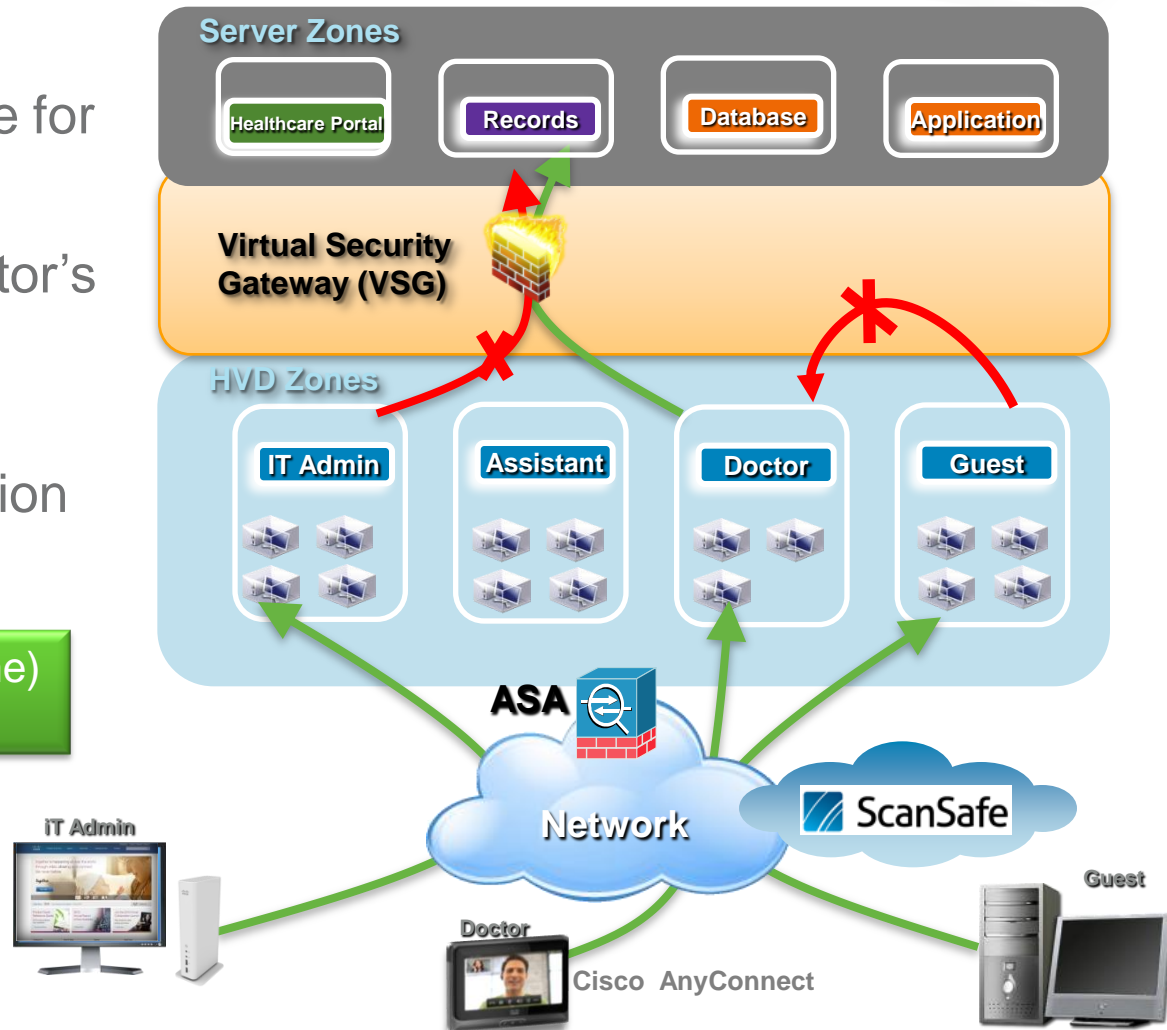 Server Zones
e for
Healthcare Portal
Records
Database
Application
Virtual Security
Gateway (VSG)
tor's
HVD Zones
IT Admin
Assistant
Doctor
Guest
ion
e)
ASA
Network
ScanSafe
iT Admin
Doctor
Guest
Cisco AnyConnect